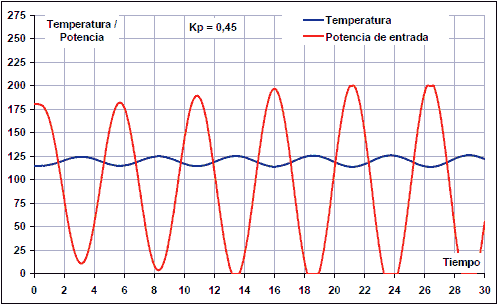 275
250
225
200
175
150
125
100
75
50
25
0
Temperatura /
Potencia
Kp = 0,45
Temperatura
Potencia de entrada
Tiempo
0 2 4 6 8 10 12 14 16 18 20 22 24 26 28 30